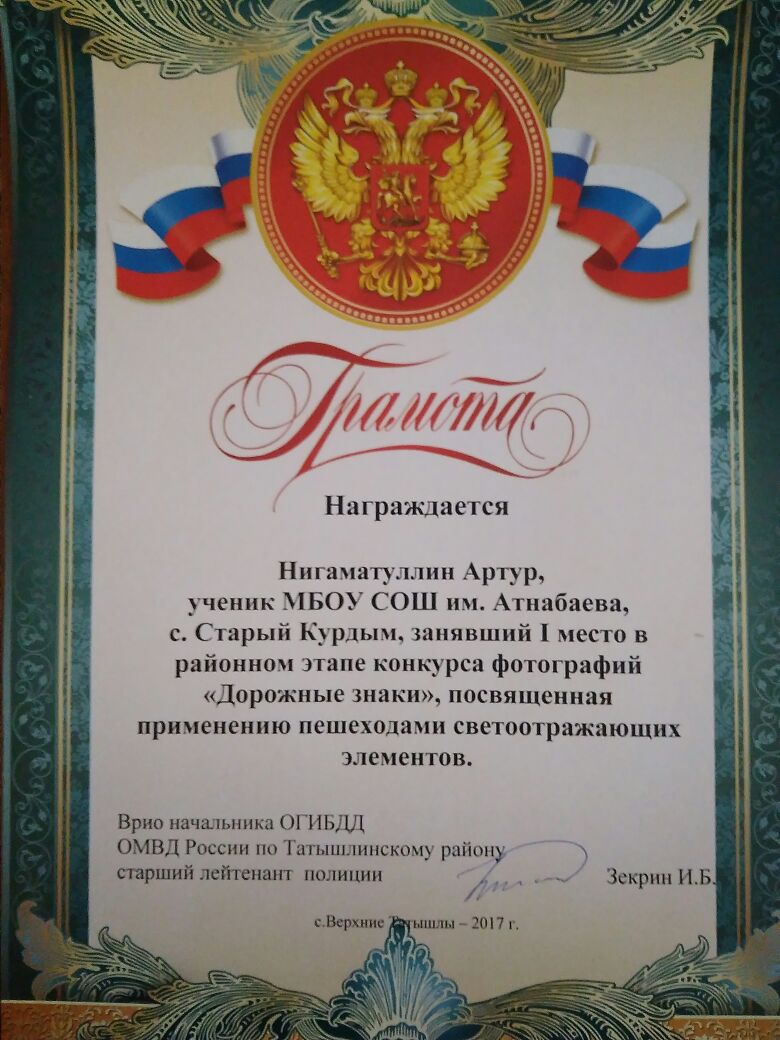 Грамота
Награждается
Нигаматуллин Артур,
ученик МБОУ СОШ им. Атнабаева,
с. Старый Курдым, занявший I место в
районном этапе конкурса фотографий
«Дорожные знаки», посвященная
применению пешеходами светоотражающих
элементов.
Врио начальника ОГИБДД
ОМВД России по Татышлинскому району
старший лейтенант полиции Зекрин И.Б.
с.Верхние Татышлы – 2017 г.